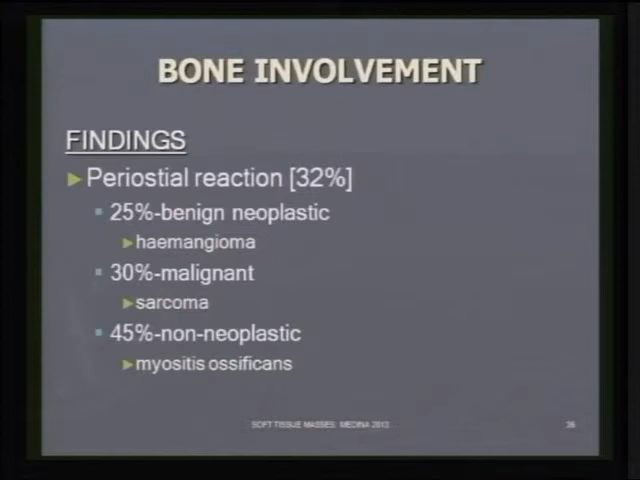 BONE INVOLVEMENT
FINDINGS
Periostial reaction [32%]
25%-benign neoplastic
haemangioma
30%-malignant
sarcoma
45%-non-neoplastic
myositis ossificans
SOFT TISSUE MASSES MEDINA 2013
36